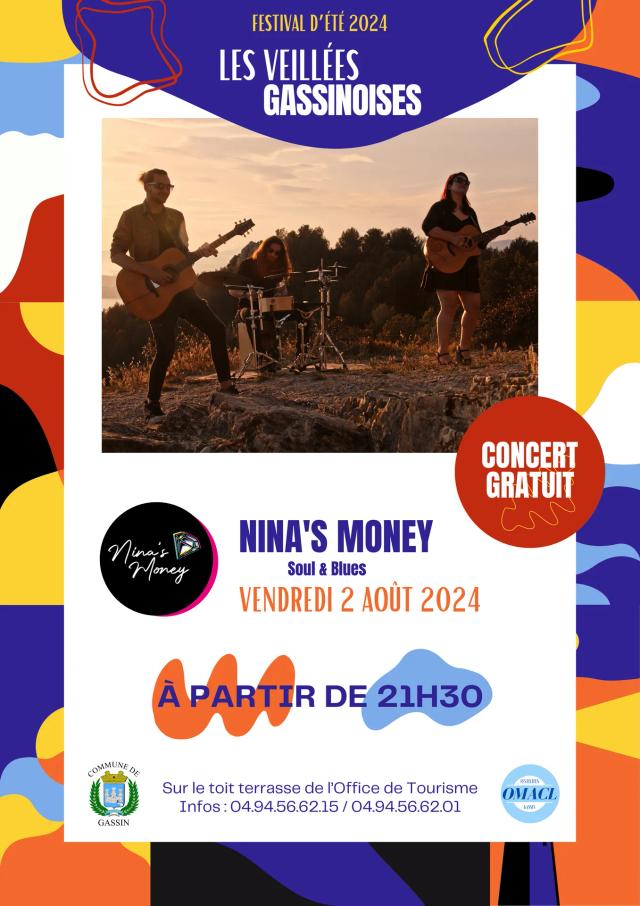 FESTIVAL D'ÉTÉ 2024
LES VEILLÉES
GASSINOISES
CONCERT
GRATUIT
Nina's
Money
NINA'S MONEY
Soul & Blues
VENDREDI 2 AOÛT 2024
À PARTIR DE 21H30
COMMUNE DE
GASSIN
Sur le toit terrasse de l'Office de Tourisme
Infos : 04.94.56.62.15 / 04.94.56.62.01
OMACL
GASSIN